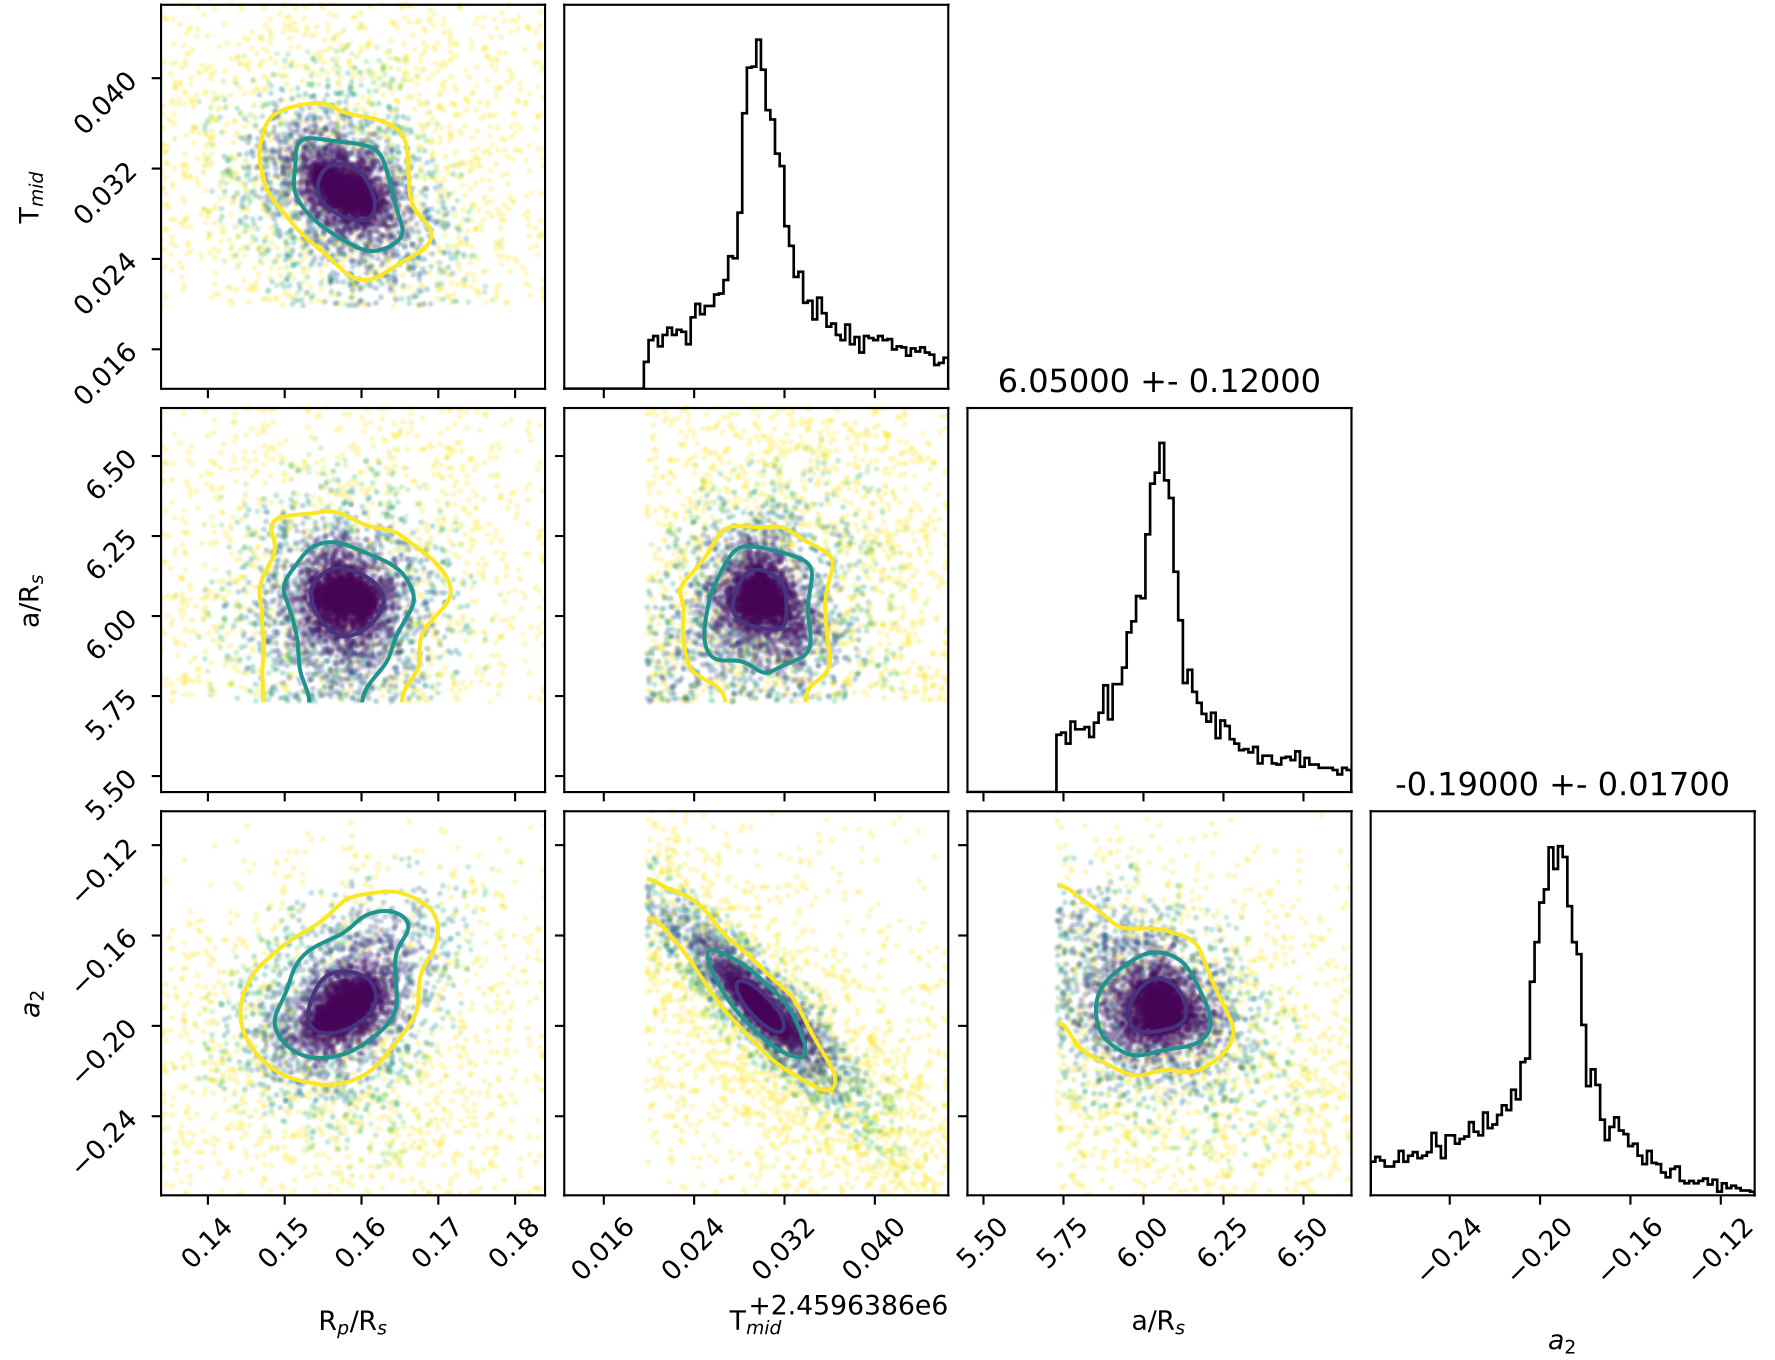 0.040
0.032
0.024
0.016
T_mid
6.05000 +- 0.12000
6.50
6.25
6.00
5.75
5.50
a/R_s
-0.19000 +- 0.01700
−0.12
−0.16
−0.20
−0.24
a_2
0.14 0.15 0.16 0.17 0.18
0.016 0.024 0.032 0.040
5.50 5.75 6.00 6.25 6.50
−0.24 −0.20 −0.16 −0.12
+2.4596386e6
R_p/R_s
T_mid
a/R_s
a_2